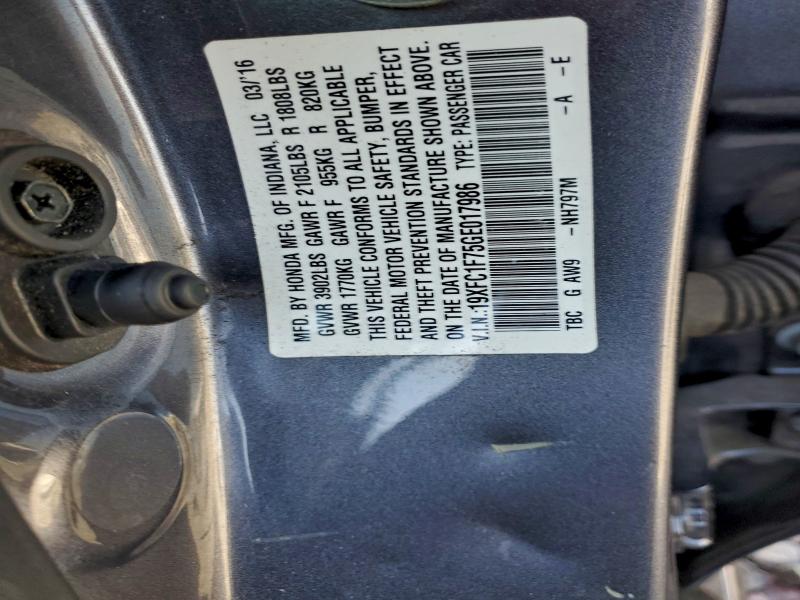 MFD. BY HONDA MFG. OF INDIANA, LLC 03/'16
GVWR 3902LBS GAWR F 2105LBS R 1808LBS
GVWR 1770KG GAWR F 955KG R 820KG
THIS VEHICLE CONFORMS TO ALL APPLICABLE
FEDERAL MOTOR VEHICLE SAFETY, BUMPER,
AND THEFT PREVENTION STANDARDS IN EFFECT
ON THE DATE OF MANUFACTURE SHOWN ABOVE.
V.I.N.:19XFC1F75GE017986 TYPE: PASSENGER CAR
TBC G AW9 -NH797M -A -E